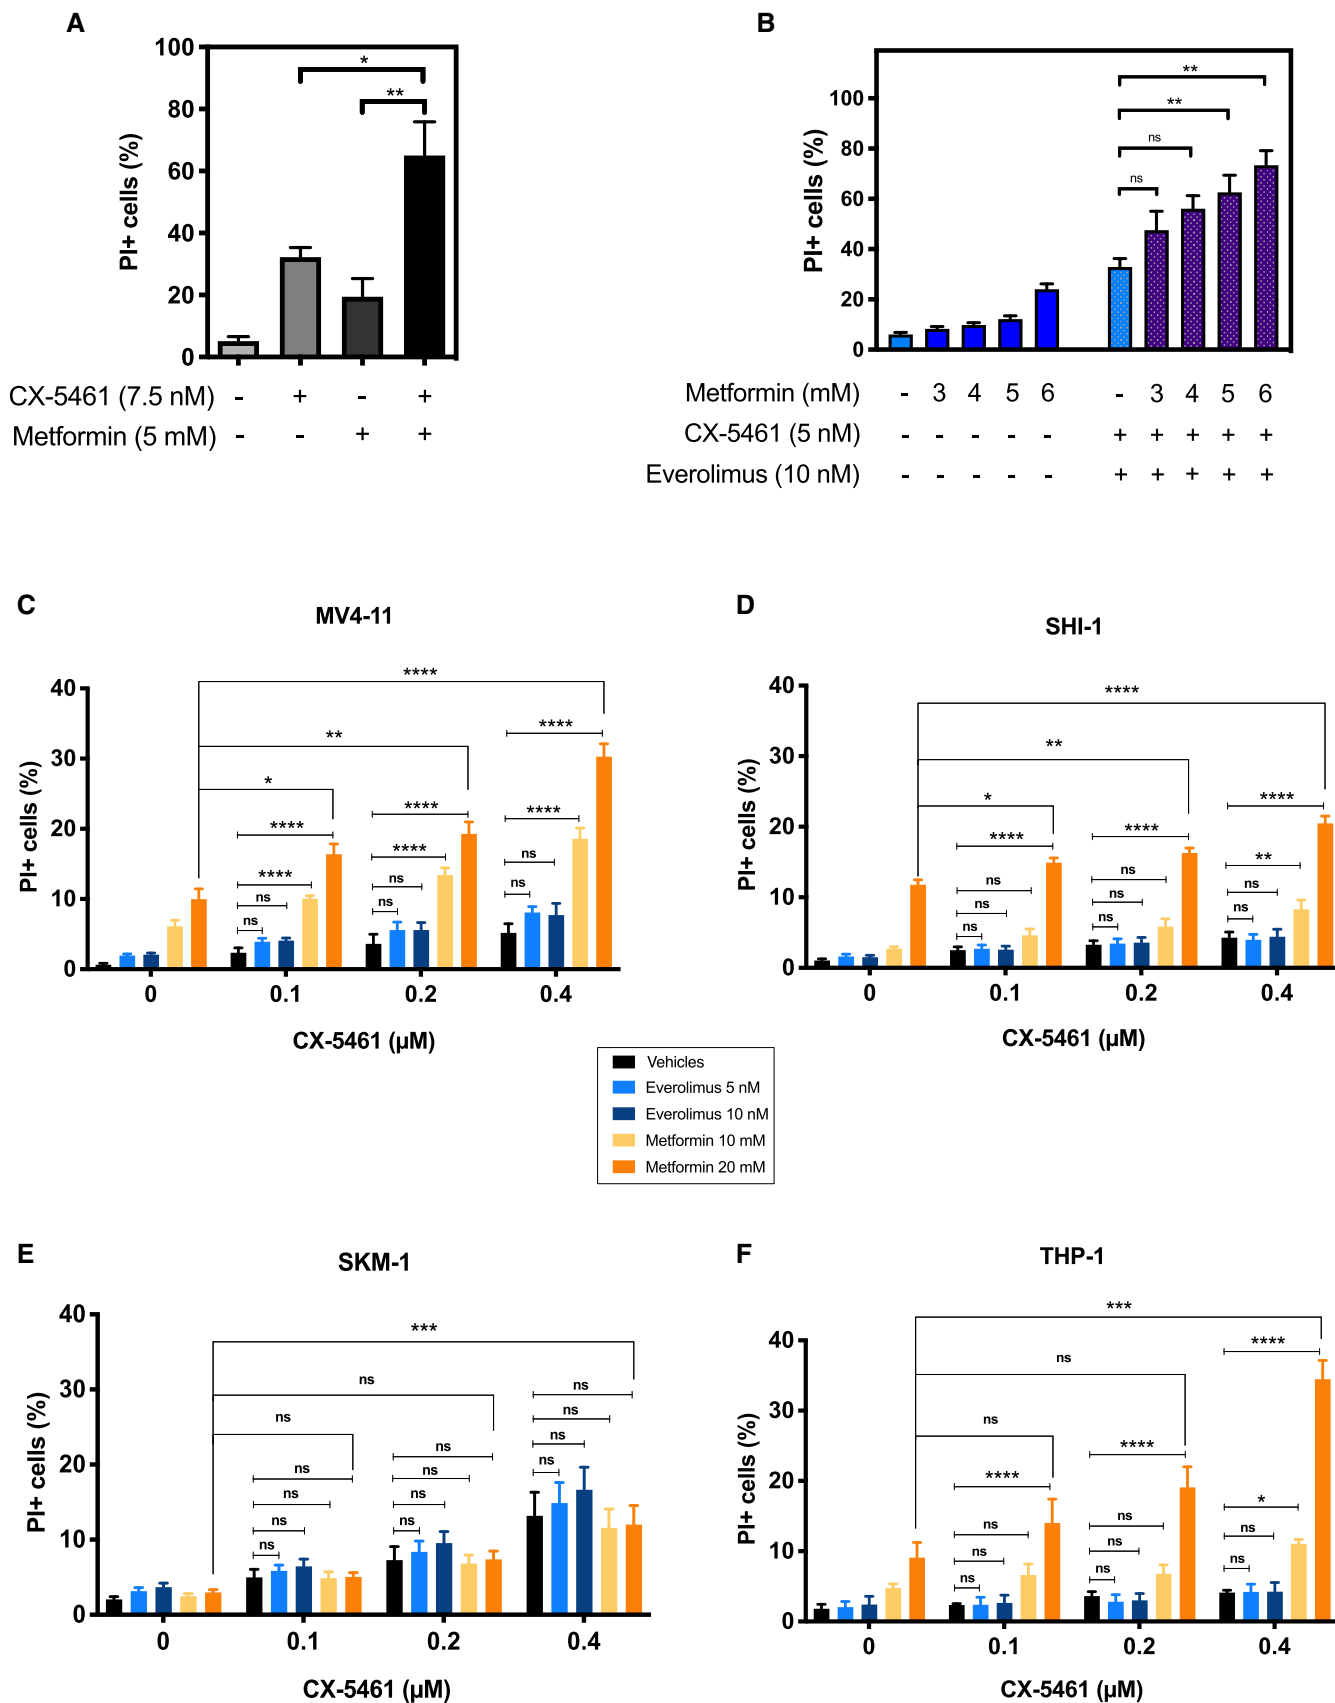 A
B
100
80
60
40
20
0
PI+ cells (%)
*
**
CX-5461 (7.5 nM) - + - +
Metformin (5 mM) - - + +
100
80
60
40
20
0
PI+ cells (%)
**
**
ns
ns
Metformin (mM) - 3 4 5 6 - 3 4 5 6
CX-5461 (5 nM) - - - - - + + + + +
Everolimus (10 nM) - - - - - + + + + +
C
MV4-11
40
30
20
10
0
PI+ cells (%)
****
**
*
****
****
ns
ns
****
****
ns
ns
****
****
ns
ns
0 0.1 0.2 0.4
CX-5461 (μM)
D
SHI-1
40
30
20
10
0
PI+ cells (%)
****
**
*
****
ns
ns
ns
****
ns
ns
ns
****
**
ns
ns
0 0.1 0.2 0.4
CX-5461 (μM)
Vehicles
Everolimus 5 nM
Everolimus 10 nM
Metformin 10 mM
Metformin 20 mM
E
SKM-1
40
30
20
10
0
PI+ cells (%)
***
ns
ns
ns
ns
ns
ns
ns
ns
ns
ns
ns
ns
ns
ns
0 0.1 0.2 0.4
CX-5461 (μM)
F
THP-1
40
30
20
10
0
PI+ cells (%)
***
ns
ns
****
ns
ns
ns
****
ns
ns
ns
****
*
ns
ns
0 0.1 0.2 0.4
CX-5461 (μM)